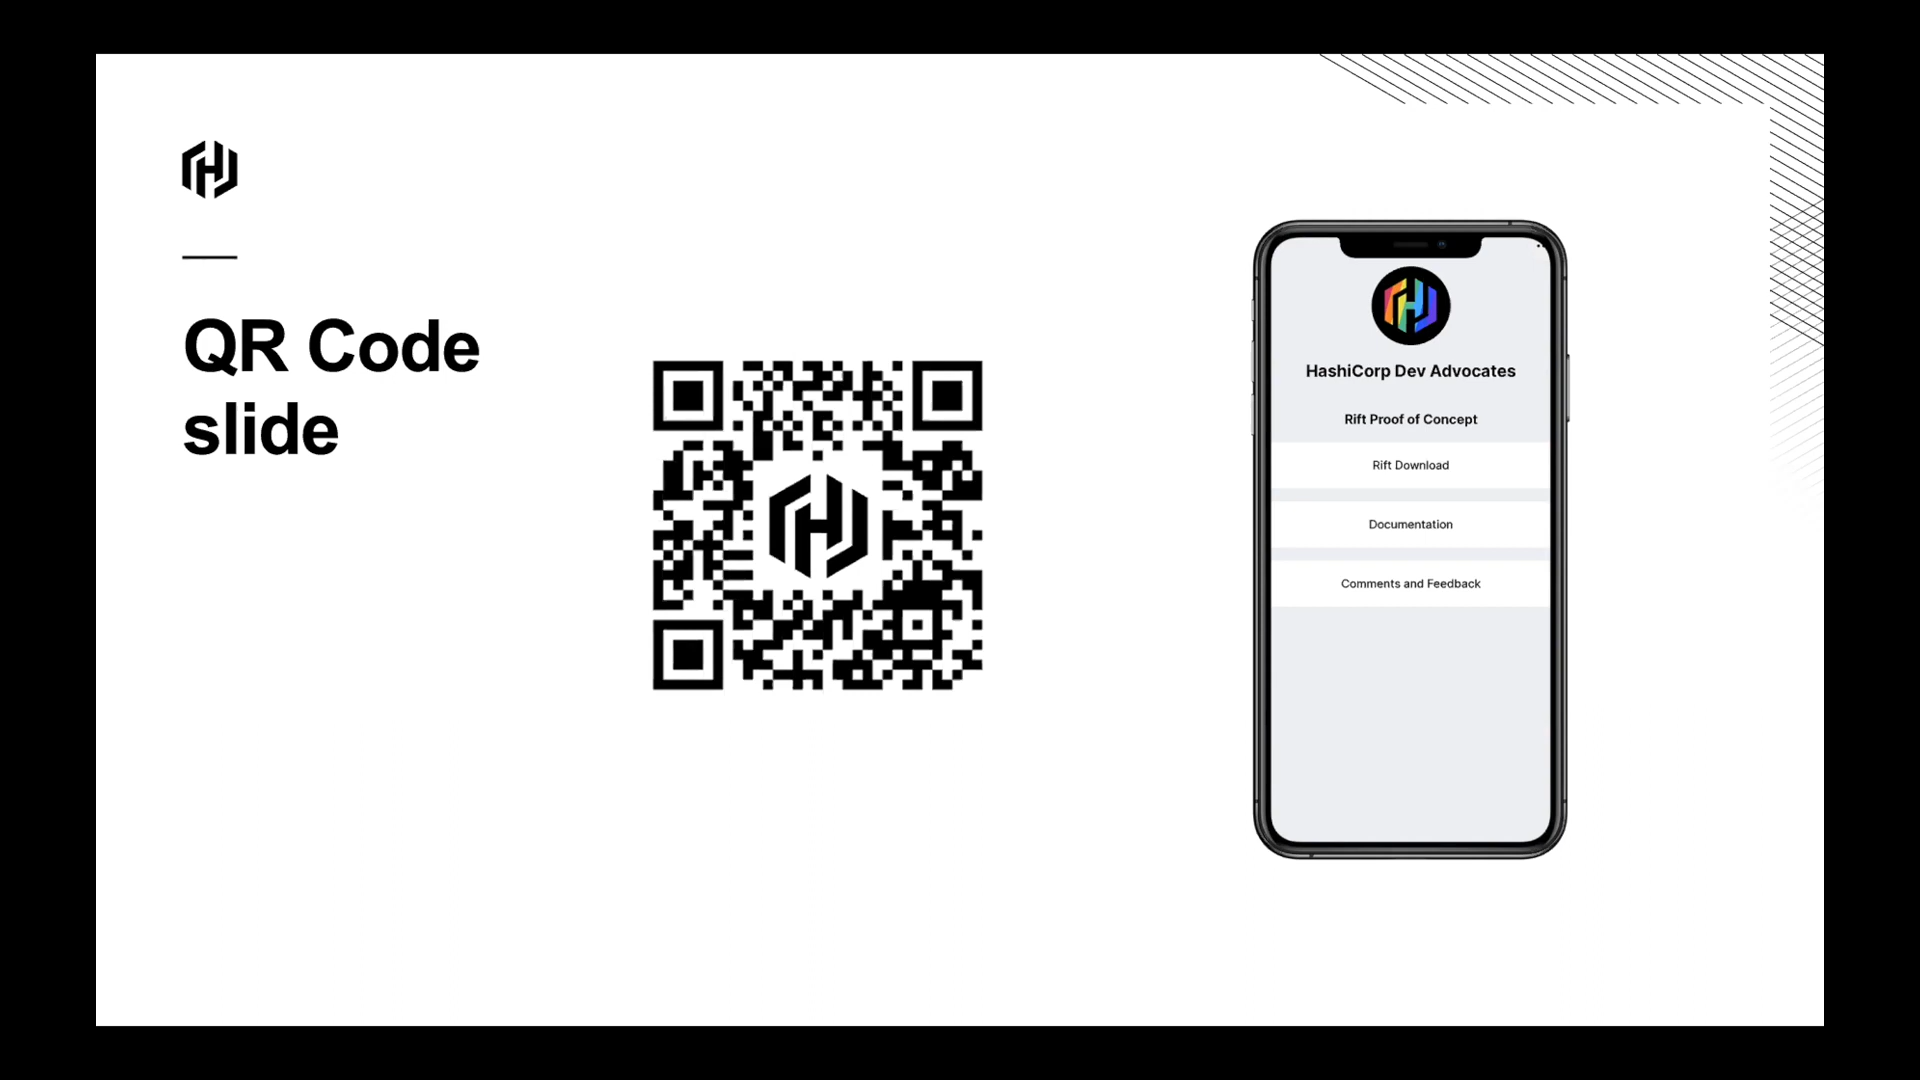 QR Code
slide
HashiCorp Dev Advocates
Rift Proof of Concept
Rift Download
Documentation
Comments and Feedback